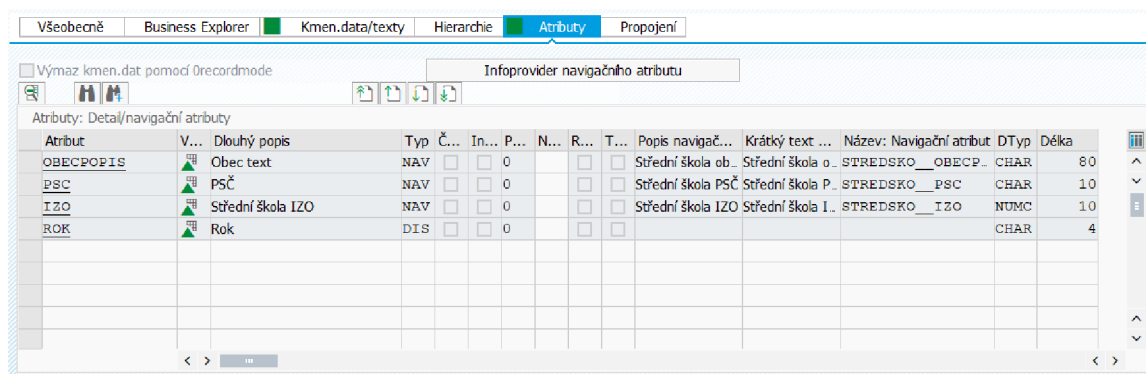 Všeobecně Business Explorer Kmen.data/texty Hierarchie Atributy Propojení
Výmaz kmen.dat pomocí 0recordmode Infoprovider navigačního atributu
Atributy: Detail/navigační atributy
Atribut V... Dlouhý popis Typ Č... In... P... N... R... T... Popis navigač... Krátký text ... Název: Navigační atribut DTyp Délka
OBECPOPIS Obec text NAV 0 Střední škola ob... Střední škola o... STREDSKO__OBECP... CHAR 80
PSC PSČ NAV 0 Střední škola PSČ Střední škola P... STREDSKO__PSC CHAR 10
IZO Střední škola IZO NAV 0 Střední škola IZO Střední škola I... STREDSKO__IZO NUMC 10
ROK Rok DIS 0 CHAR 4